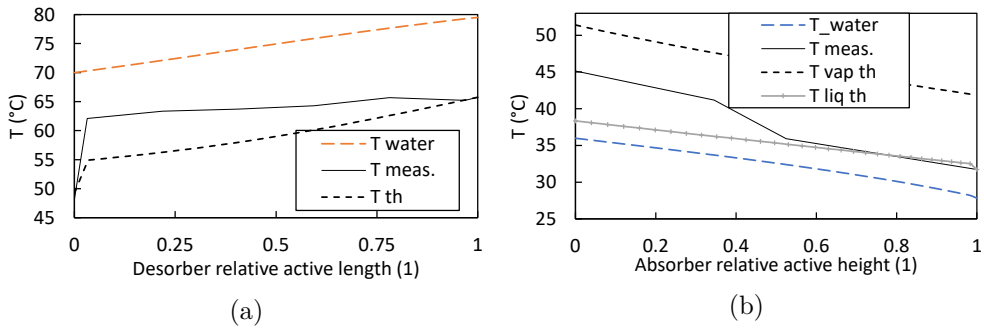 80
75
70
65
60
55
50
45
T (°C)
0
0.25
0.5
0.75
1
Desorber relative active length (1)
T water
T meas.
T th
(a)
50
45
40
35
30
25
T (°C)
0
0.2
0.4
0.6
0.8
1
Absorber relative active height (1)
T_water
T meas.
T vap th
T liq th
(b)